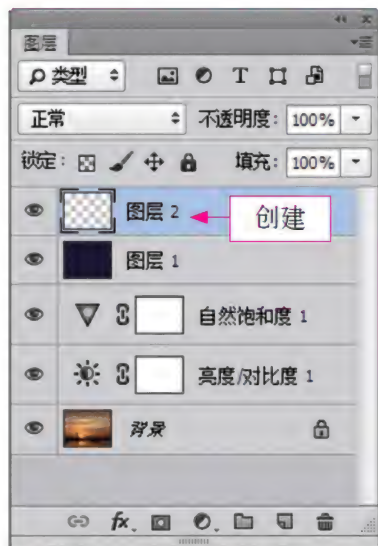 图层
类型
正常 不透明度: 100%
锁定: 填充: 100%
图层 2 创建
图层 1
自然饱和度 1
亮度/对比度 1
背景
fx